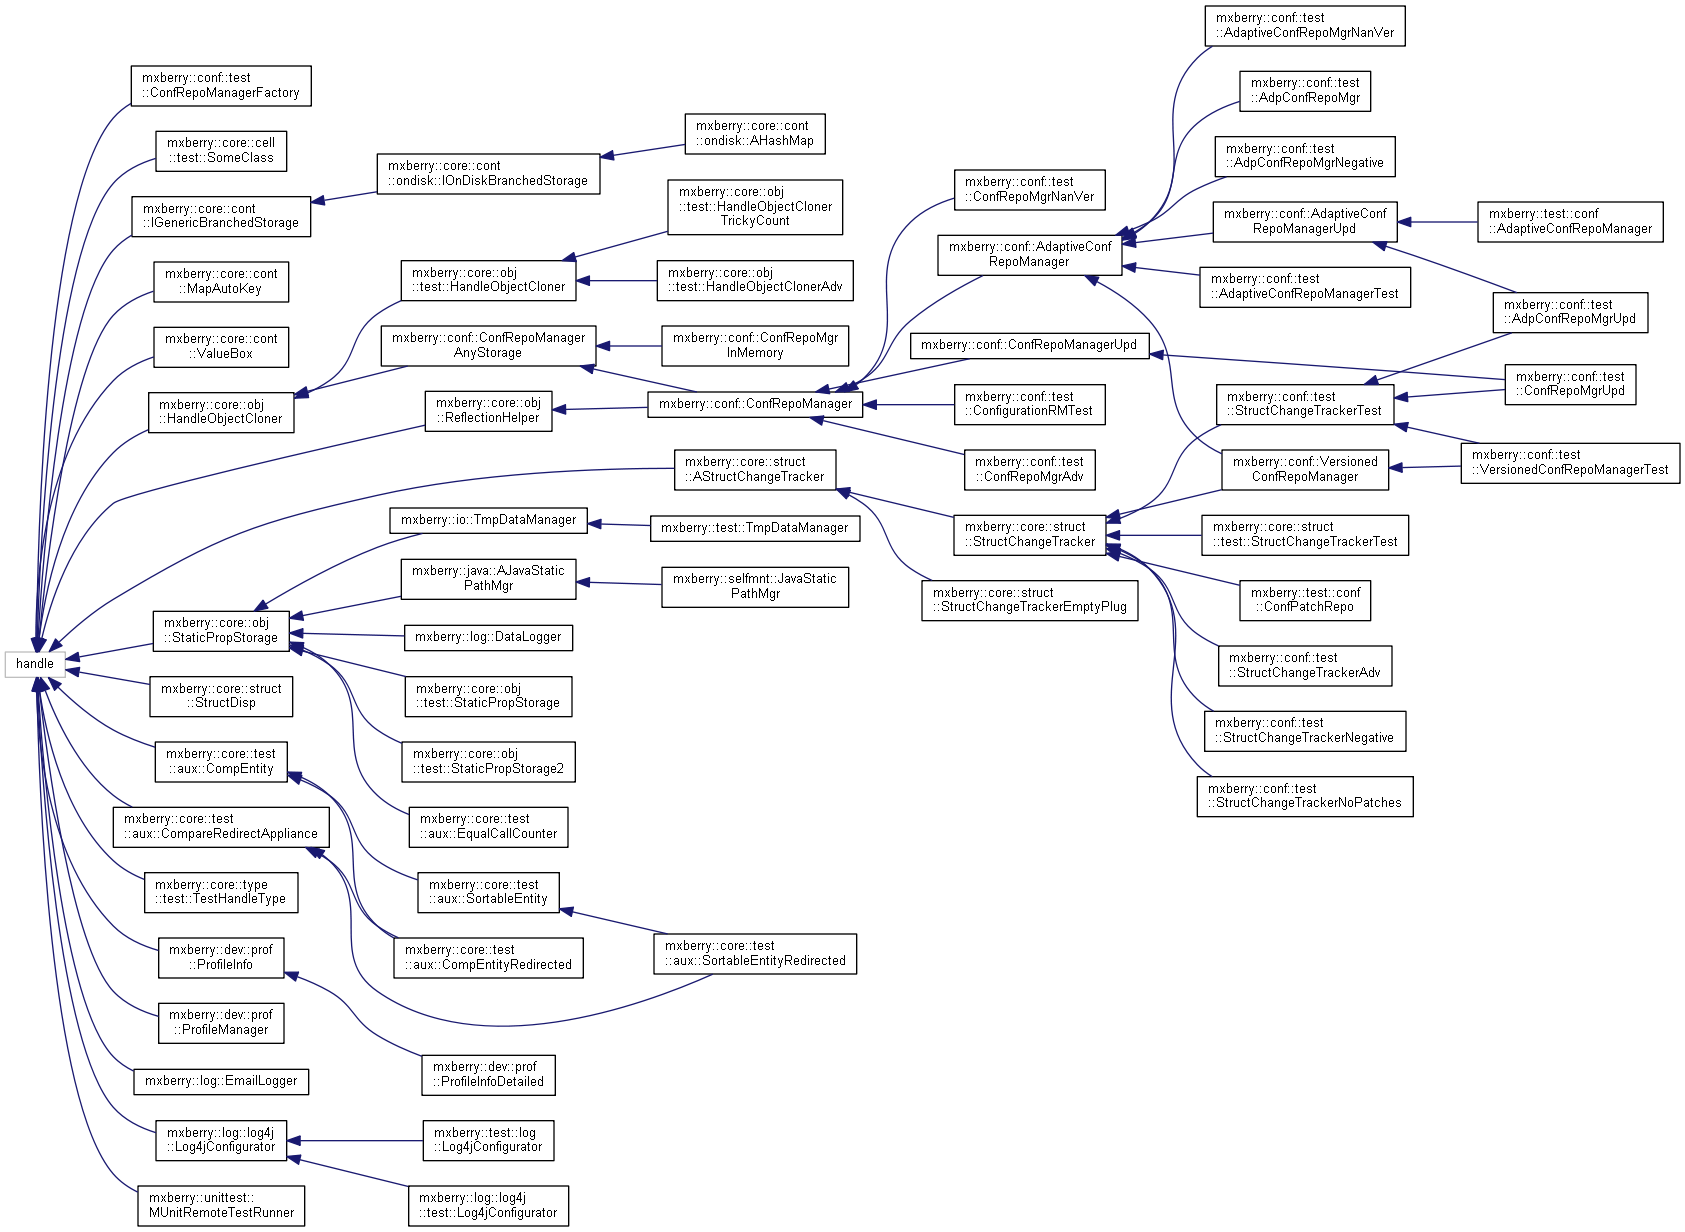 handle
mxberry::conf::test
::ConfRepoManagerFactory
mxberry::core::cell
::test::SomeClass
mxberry::core::cont
::IGenericBranchedStorage
mxberry::core::cont
::MapAutoKey
mxberry::core::cont
::ValueBox
mxberry::core::obj
::HandleObjectCloner
mxberry::core::obj
::StaticPropStorage
mxberry::core::struct
::StructDisp
mxberry::core::test
::aux::CompEntity
mxberry::core::test
::aux::CompareRedirectAppliance
mxberry::core::type
::test::TestHandleType
mxberry::dev::prof
::ProfileInfo
mxberry::dev::prof
::ProfileManager
mxberry::log::EmailLogger
mxberry::log::log4j
::Log4jConfigurator
mxberry::unittest::
MUnitRemoteTestRunner
mxberry::core::cont
::ondisk::IOnDiskBranchedStorage
mxberry::core::obj
::test::HandleObjectCloner
mxberry::conf::ConfRepoManager
AnyStorage
mxberry::core::obj
::ReflectionHelper
mxberry::io::TmpDataManager
mxberry::java::AJavaStatic
PathMgr
mxberry::log::DataLogger
mxberry::core::obj
::test::StaticPropStorage
mxberry::core::obj
::test::StaticPropStorage2
mxberry::core::test
::aux::EqualCallCounter
mxberry::core::test
::aux::SortableEntity
mxberry::core::test
::aux::CompEntityRedirected
mxberry::dev::prof
::ProfileInfoDetailed
mxberry::test::log
::Log4jConfigurator
mxberry::log::log4j
::test::Log4jConfigurator
mxberry::core::cont
::ondisk::AHashMap
mxberry::core::obj
::test::HandleObjectCloner
TrickyCount
mxberry::core::obj
::test::HandleObjectClonerAdv
mxberry::conf::ConfRepoMgr
InMemory
mxberry::conf::ConfRepoManager
mxberry::core::struct
::AStructChangeTracker
mxberry::test::TmpDataManager
mxberry::selfmnt::JavaStatic
PathMgr
mxberry::core::test
::aux::SortableEntityRedirected
mxberry::conf::test
::ConfRepoMgrNanVer
mxberry::conf::AdaptiveConf
RepoManager
mxberry::conf::ConfRepoManagerUpd
mxberry::conf::test
::ConfigurationRMTest
mxberry::conf::test
::ConfRepoMgrAdv
mxberry::core::struct
::StructChangeTracker
mxberry::core::struct
::StructChangeTrackerEmptyPlug
mxberry::conf::test
::AdaptiveConfRepoMgrNanVer
mxberry::conf::test
::AdpConfRepoMgr
mxberry::conf::test
::AdpConfRepoMgrNegative
mxberry::conf::AdaptiveConf
RepoManagerUpd
mxberry::conf::test
::AdaptiveConfRepoManagerTest
mxberry::conf::test
::StructChangeTrackerTest
mxberry::conf::Versioned
ConfRepoManager
mxberry::core::struct
::test::StructChangeTrackerTest
mxberry::test::conf
::ConfPatchRepo
mxberry::conf::test
::StructChangeTrackerAdv
mxberry::conf::test
::StructChangeTrackerNegative
mxberry::conf::test
::StructChangeTrackerNoPatches
mxberry::test::conf
::AdaptiveConfRepoManager
mxberry::conf::test
::AdpConfRepoMgrUpd
mxberry::conf::test
::ConfRepoMgrUpd
mxberry::conf::test
::VersionedConfRepoManagerTest